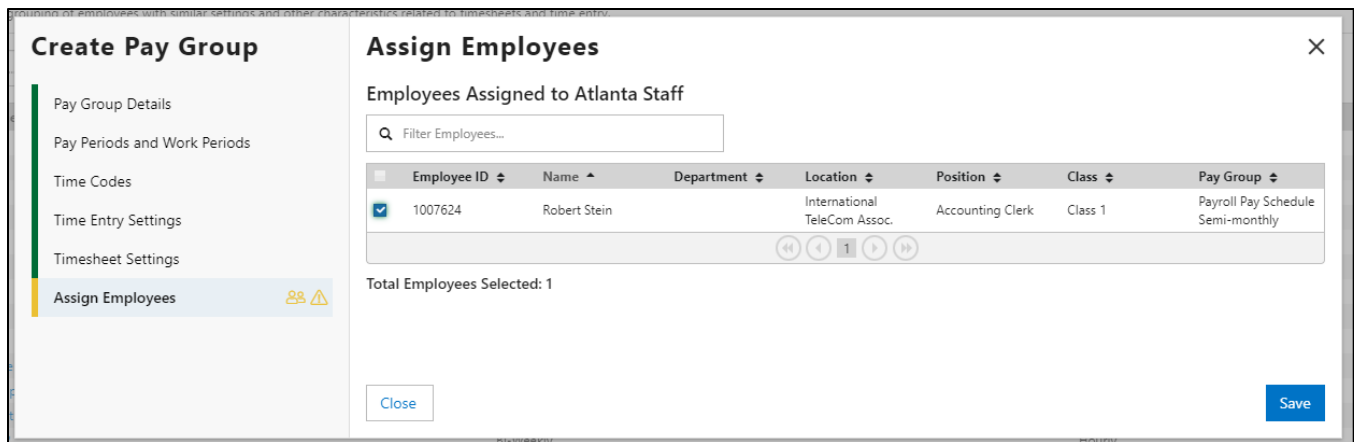 grouping of employees with similar settings and other characteristics related to timesheets and time entry.
Create Pay Group
Pay Group Details
Pay Periods and Work Periods
Time Codes
Time Entry Settings
Timesheet Settings
Assign Employees
Assign Employees
Employees Assigned to Atlanta Staff
Filter Employees...
Employee ID Name Department Location Position Class Pay Group
1007624 Robert Stein International TeleCom Assoc. Accounting Clerk Class 1 Payroll Pay Schedule Semi-monthly
1
Total Employees Selected: 1
Close Save